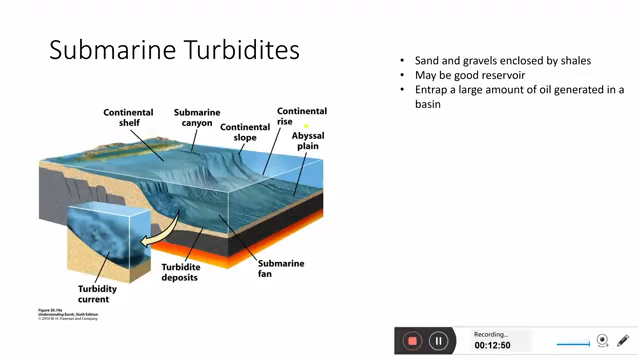 Submarine Turbidites
• Sand and gravels enclosed by shales
• May be good reservoir
• Entrap a large amount of oil generated in a
basin
Continental
shelf
Submarine
canyon
Continental
slope
Continental
rise
Abyssal
plain
Turbidity
current
Turbidite
deposits
Submarine
fan
Figure 20.19a
Understanding Earth, Sixth Edition
© 2010 W. H. Freeman and Company
Recording...
00:12:50